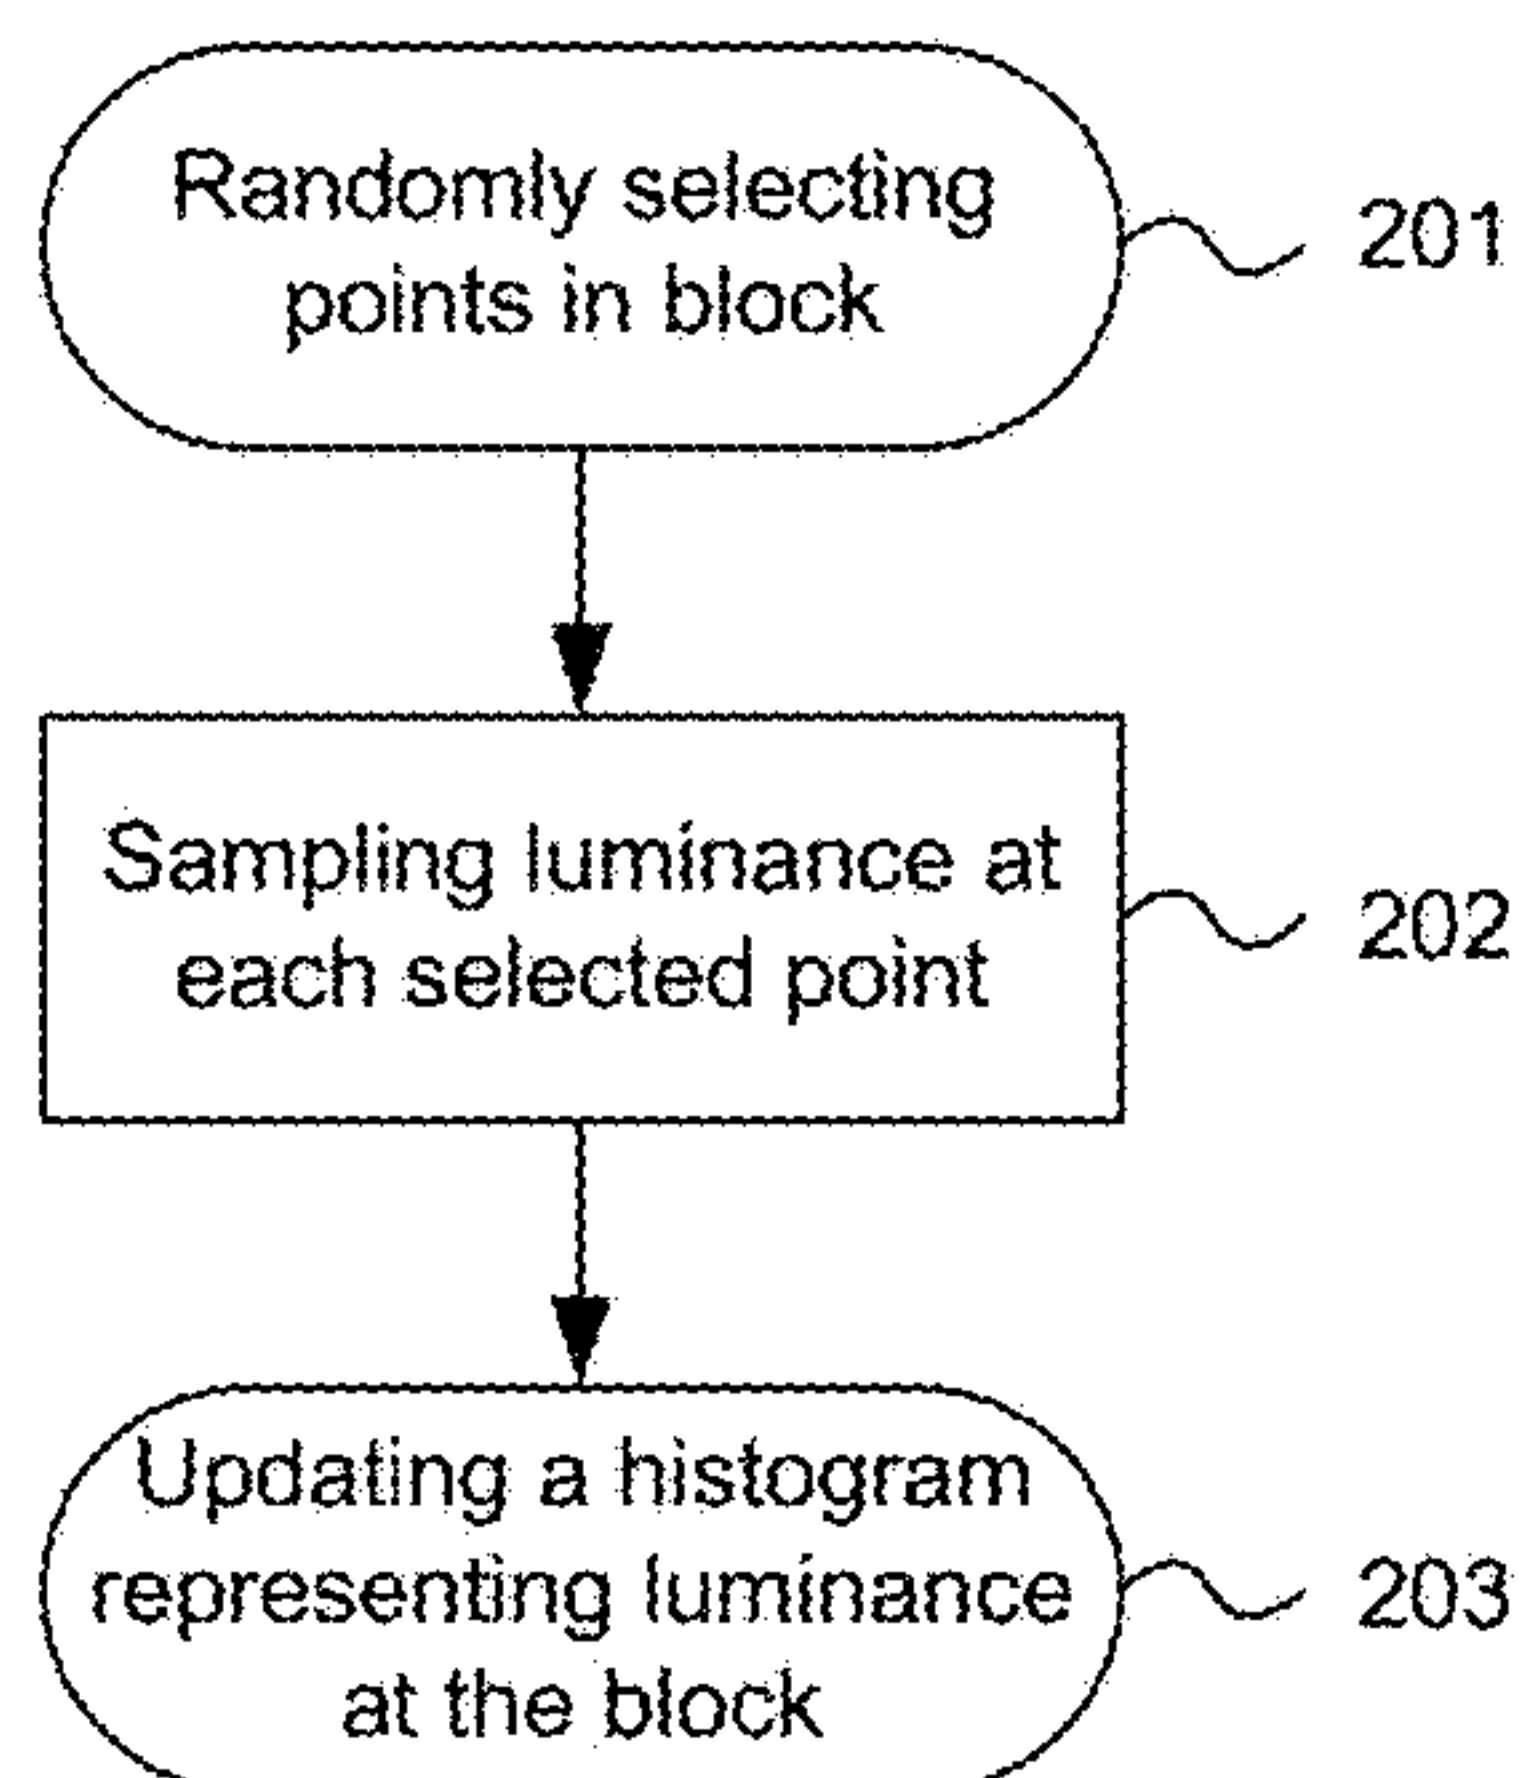 Randomly selecting
points in block
201
Sampling luminance at
each selected point
202
Updating a histogram
representing luminance
at the block
203